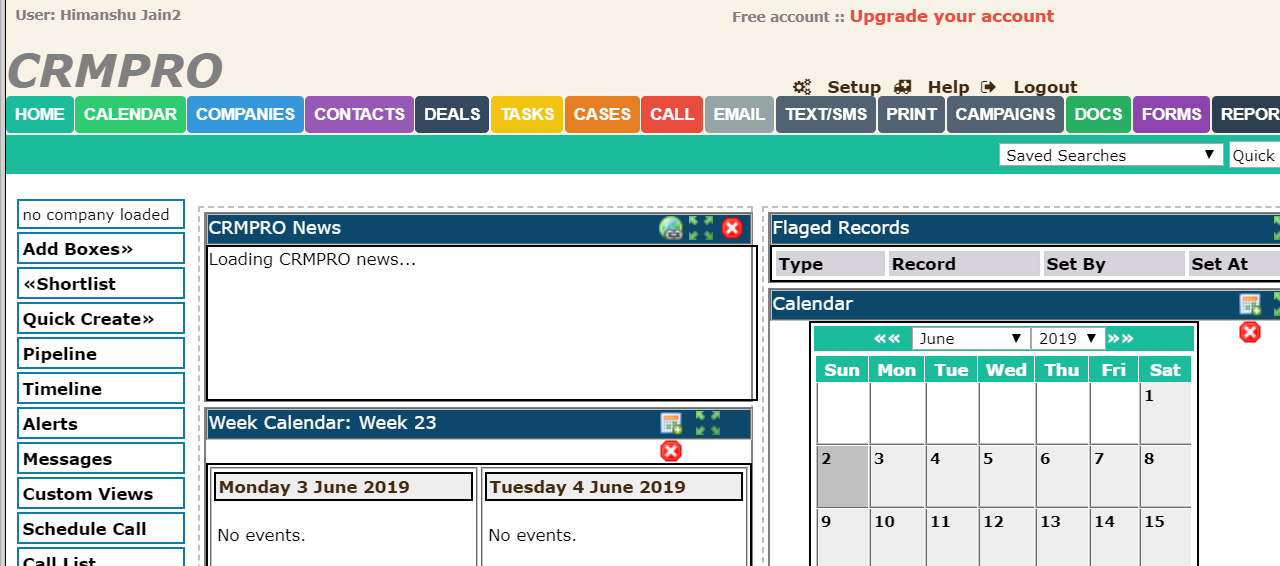 User: Himanshu Jain2
Free account :: Upgrade your account
CRMPRO
Setup Help Logout
HOME CALENDAR COMPANIES CONTACTS DEALS TASKS CASES CALL EMAIL TEXT/SMS PRINT CAMPAIGNS DOCS FORMS REPOR
Saved Searches Quick
no company loaded
Add Boxes»
«Shortlist
Quick Create»
Pipeline
Timeline
Alerts
Messages
Custom Views
Schedule Call
Call List
CRMPRO News
Loading CRMPRO news...
Week Calendar: Week 23
Monday 3 June 2019 Tuesday 4 June 2019
No events. No events.
Flaged Records
Type Record Set By Set At
Calendar
«« June 2019 »»
Sun Mon Tue Wed Thu Fri Sat
1
2 3 4 5 6 7 8
9 10 11 12 13 14 15